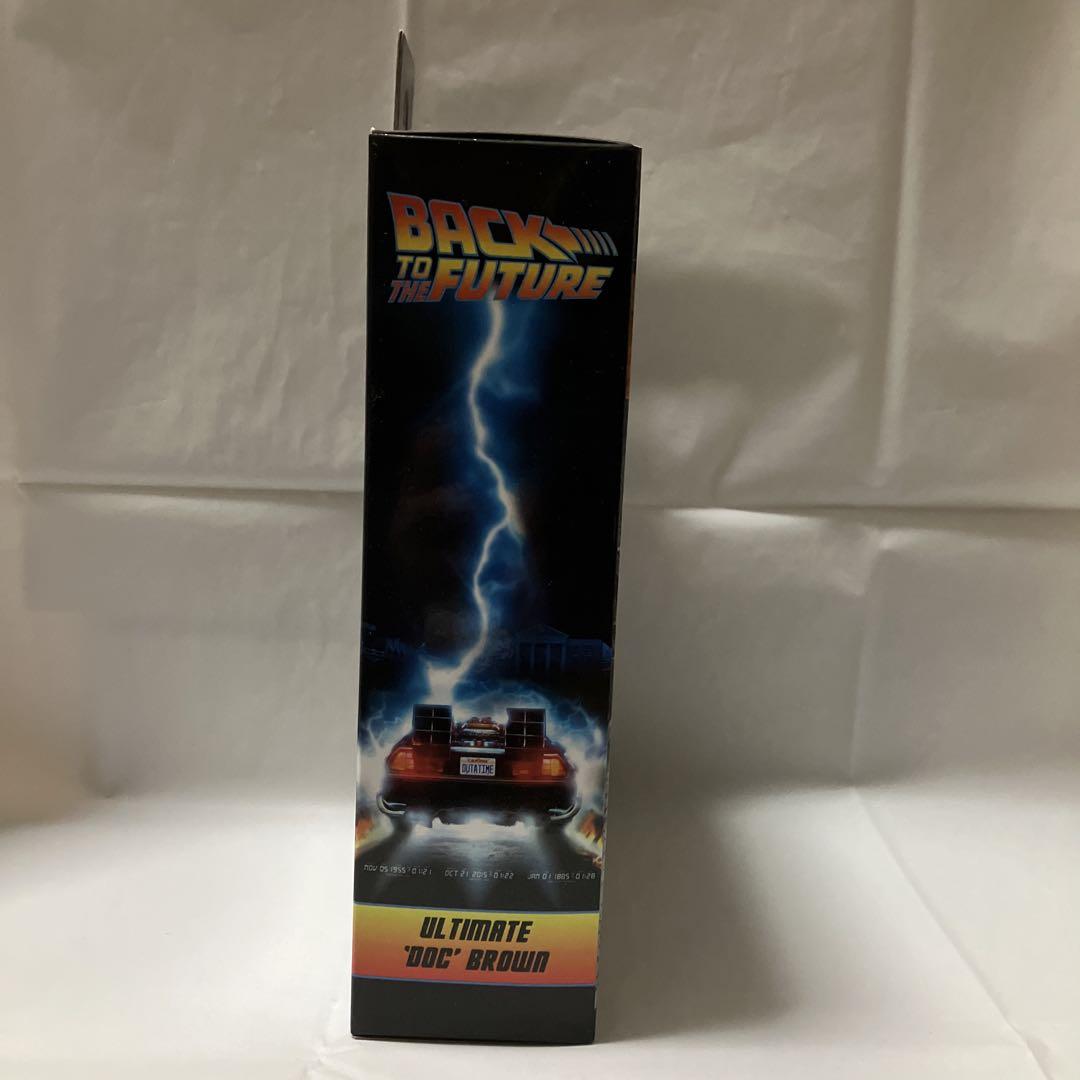 BACK
TO
THE FUTURE
OUTATIME
NOV 05 1955 01:21 OCT 21 2015 01:22 JAN 01 1885 01:28
ULTIMATE
'DOC' BROWN